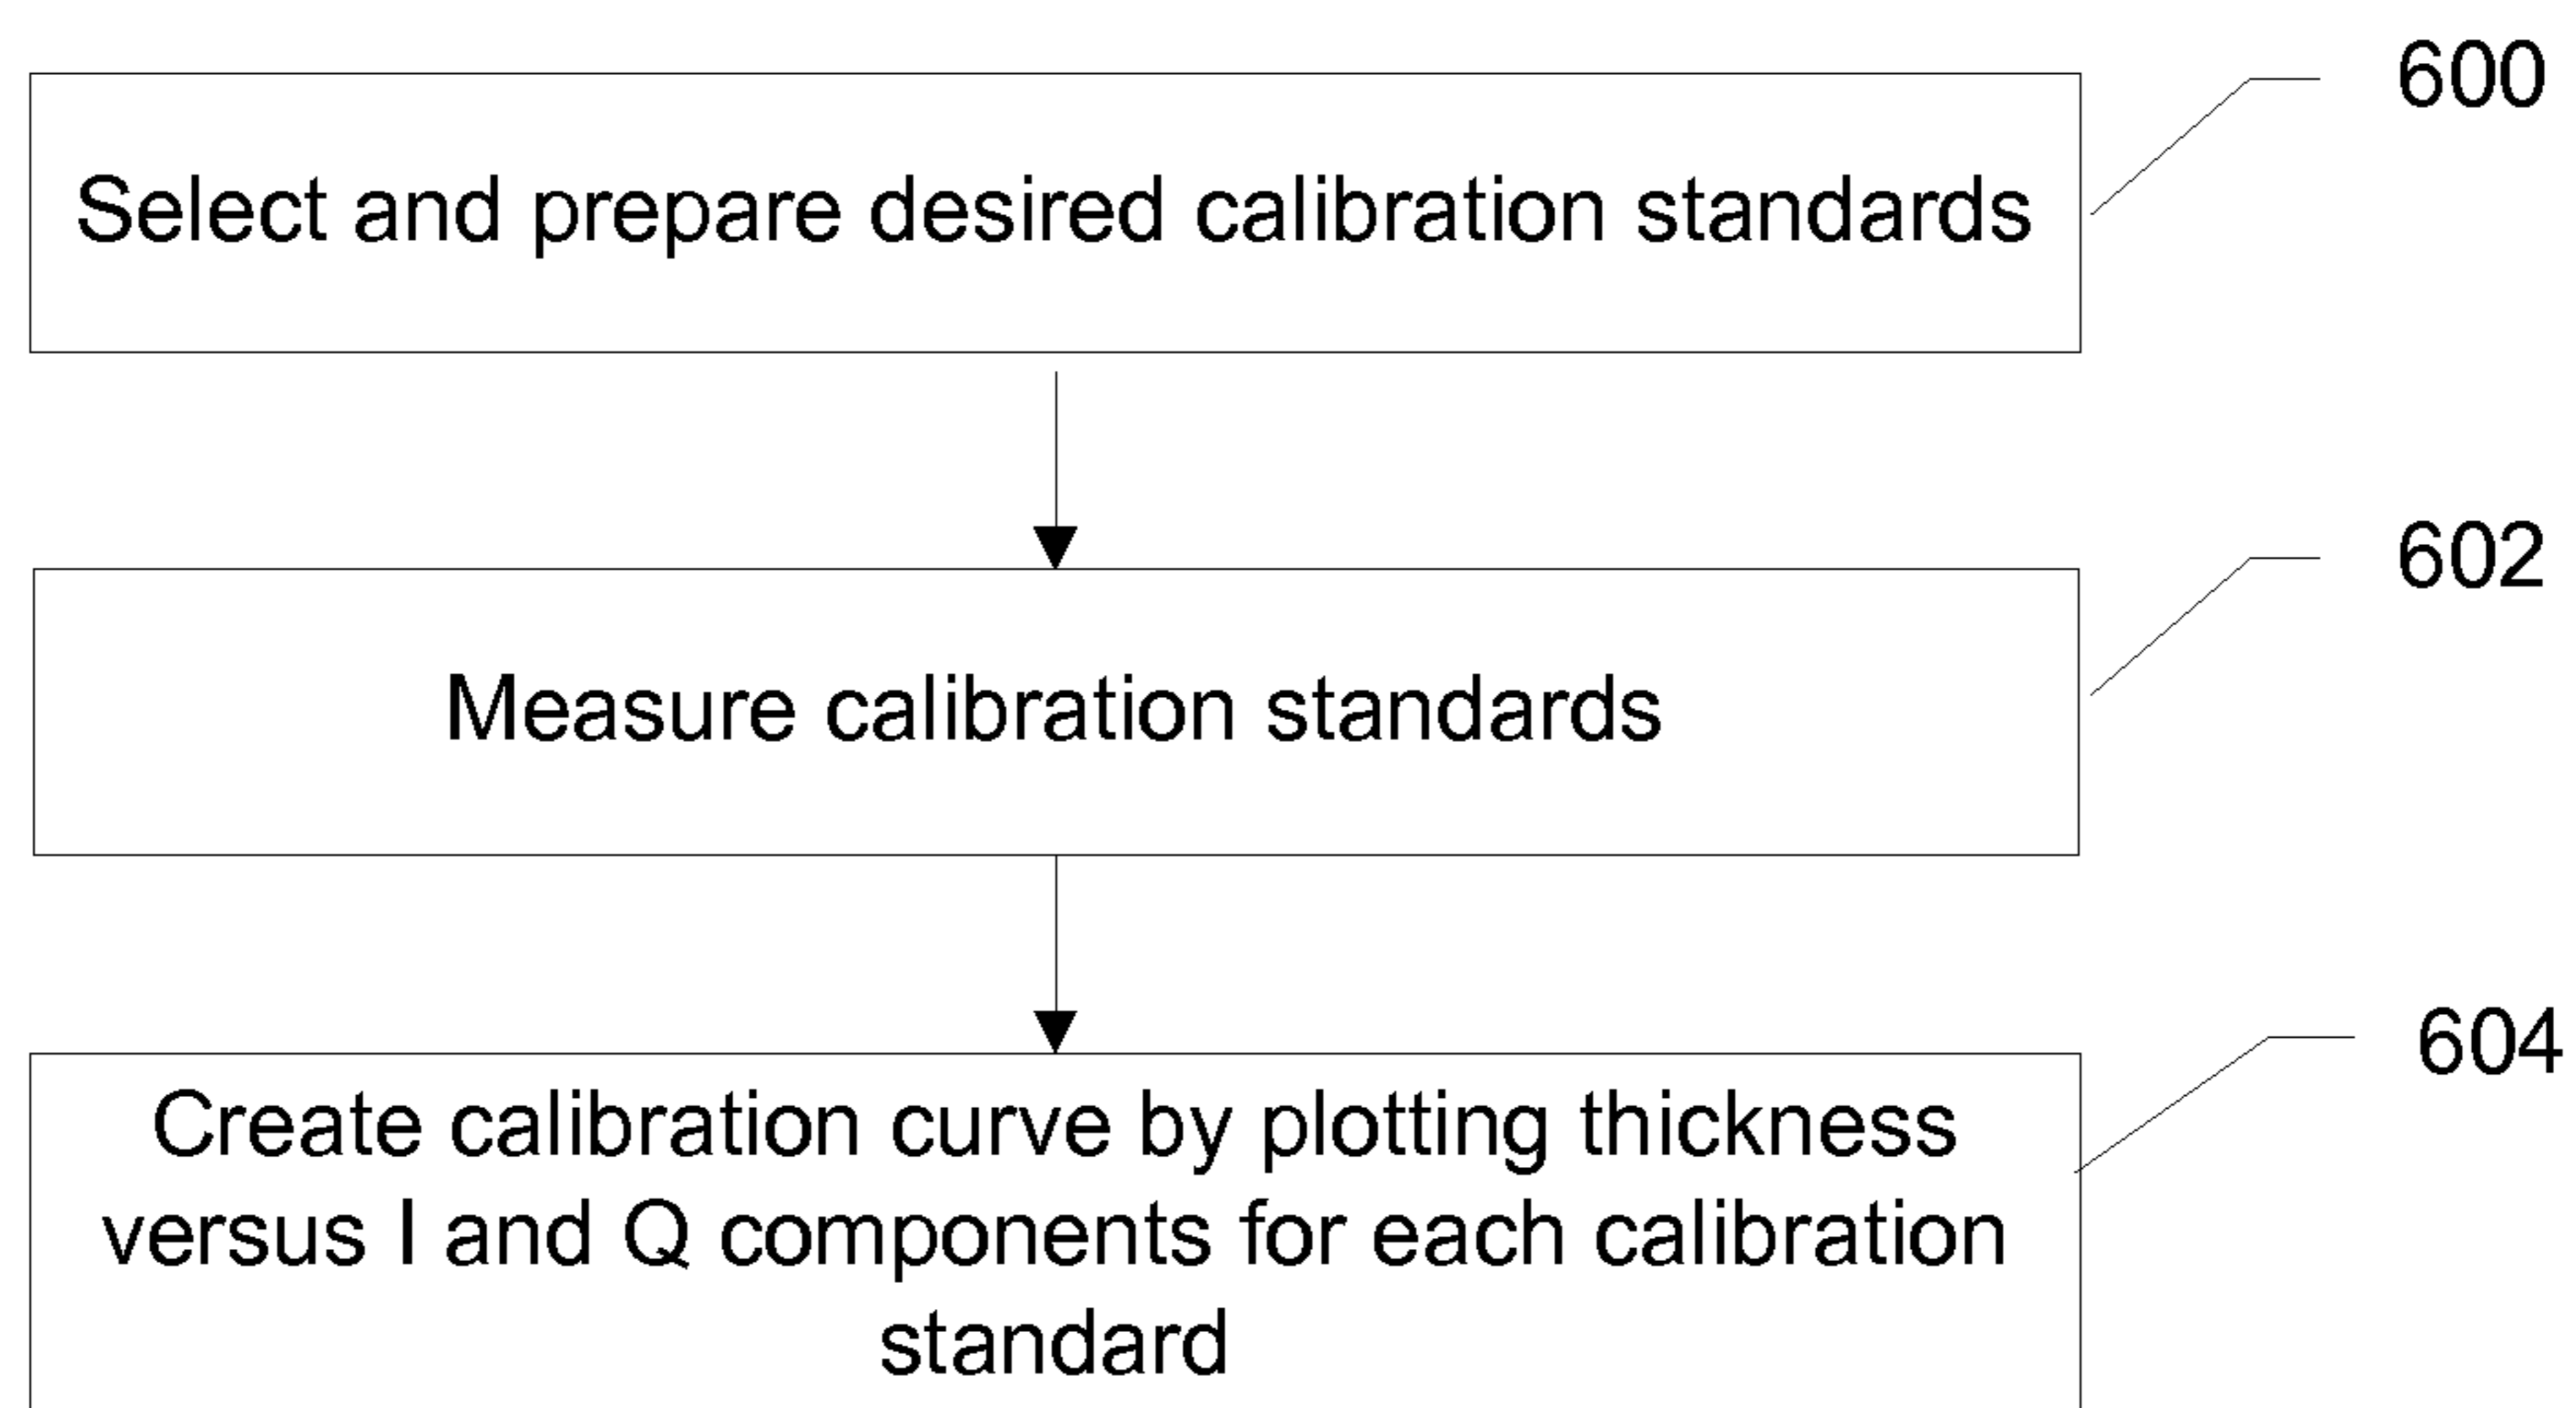 600
Select and prepare desired calibration standards
602
Measure calibration standards
604
Create calibration curve by plotting thickness
versus I and Q components for each calibration
standard